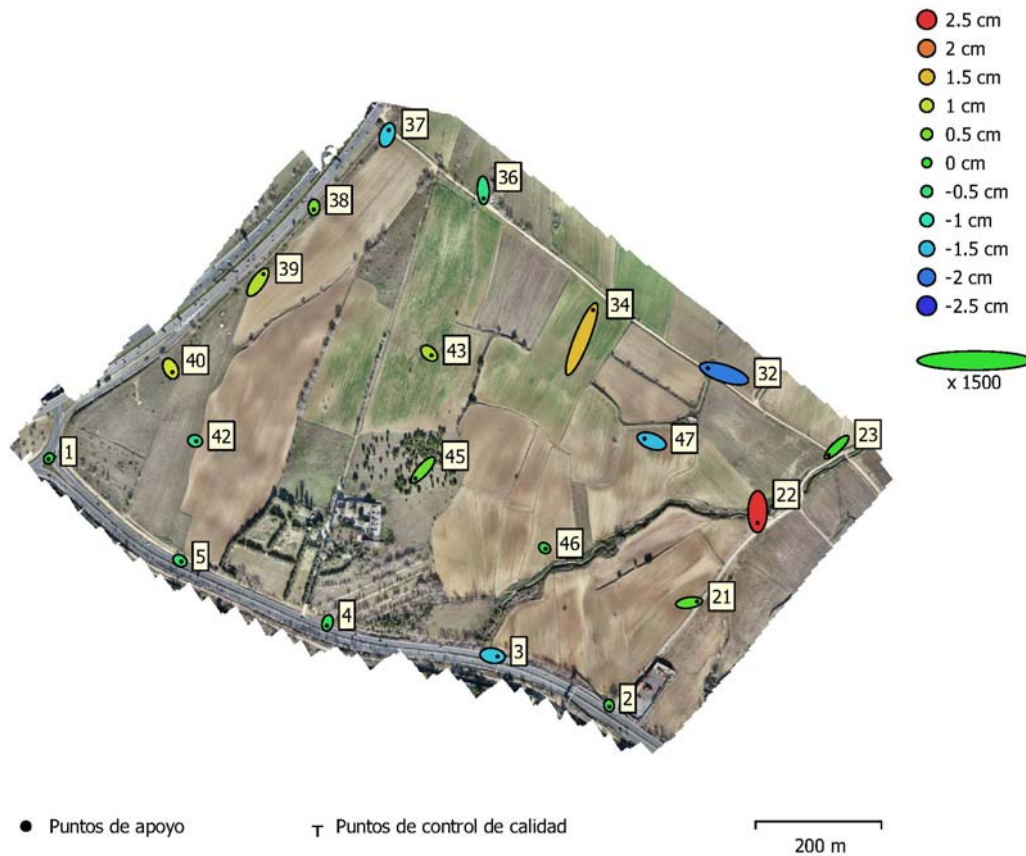 2.5 cm
2 cm
1.5 cm
1 cm
0.5 cm
0 cm
-0.5 cm
-1 cm
-1.5 cm
-2 cm
-2.5 cm
x 1500
37
36
38
39
34
43
40
32
42
47
23
1
45
22
46
5
21
4
3
2
Puntos de apoyo
Puntos de control de calidad
200 m